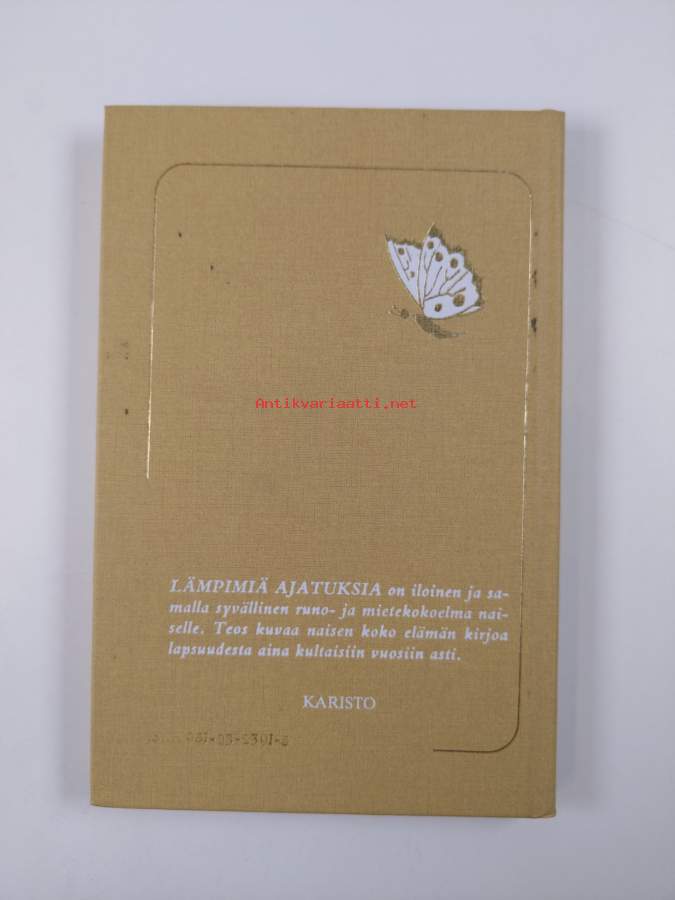 Antikvariaatti.net
LÄMPIMIÄ AJATUKSIA on iloinen ja sa-
malla syvällinen runo- ja mietekokoelma nai-
selle. Teos kuvaa naisen koko elämän kirjoa
lapsuudesta aina kultaisiin vuosiin asti.
KARISTO